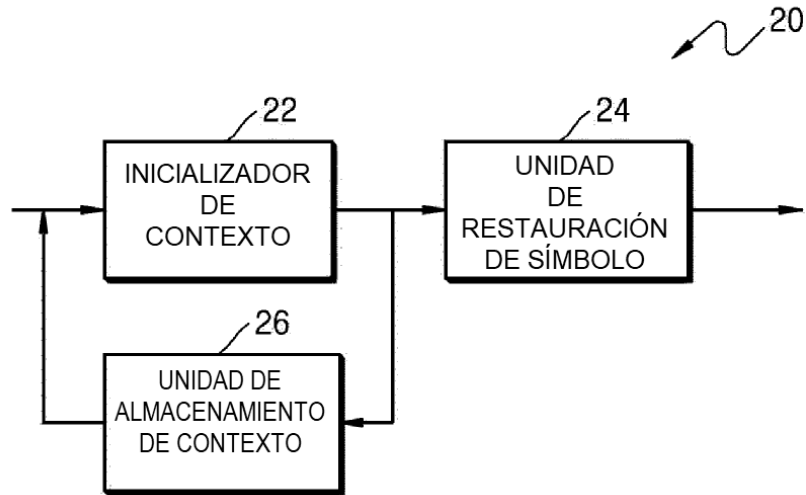 20
22
24
INICIALIZADOR
DE
CONTEXTO
UNIDAD
DE
RESTAURACIÓN
DE SÍMBOLO
26
UNIDAD DE
ALMACENAMIENTO
DE CONTEXTO